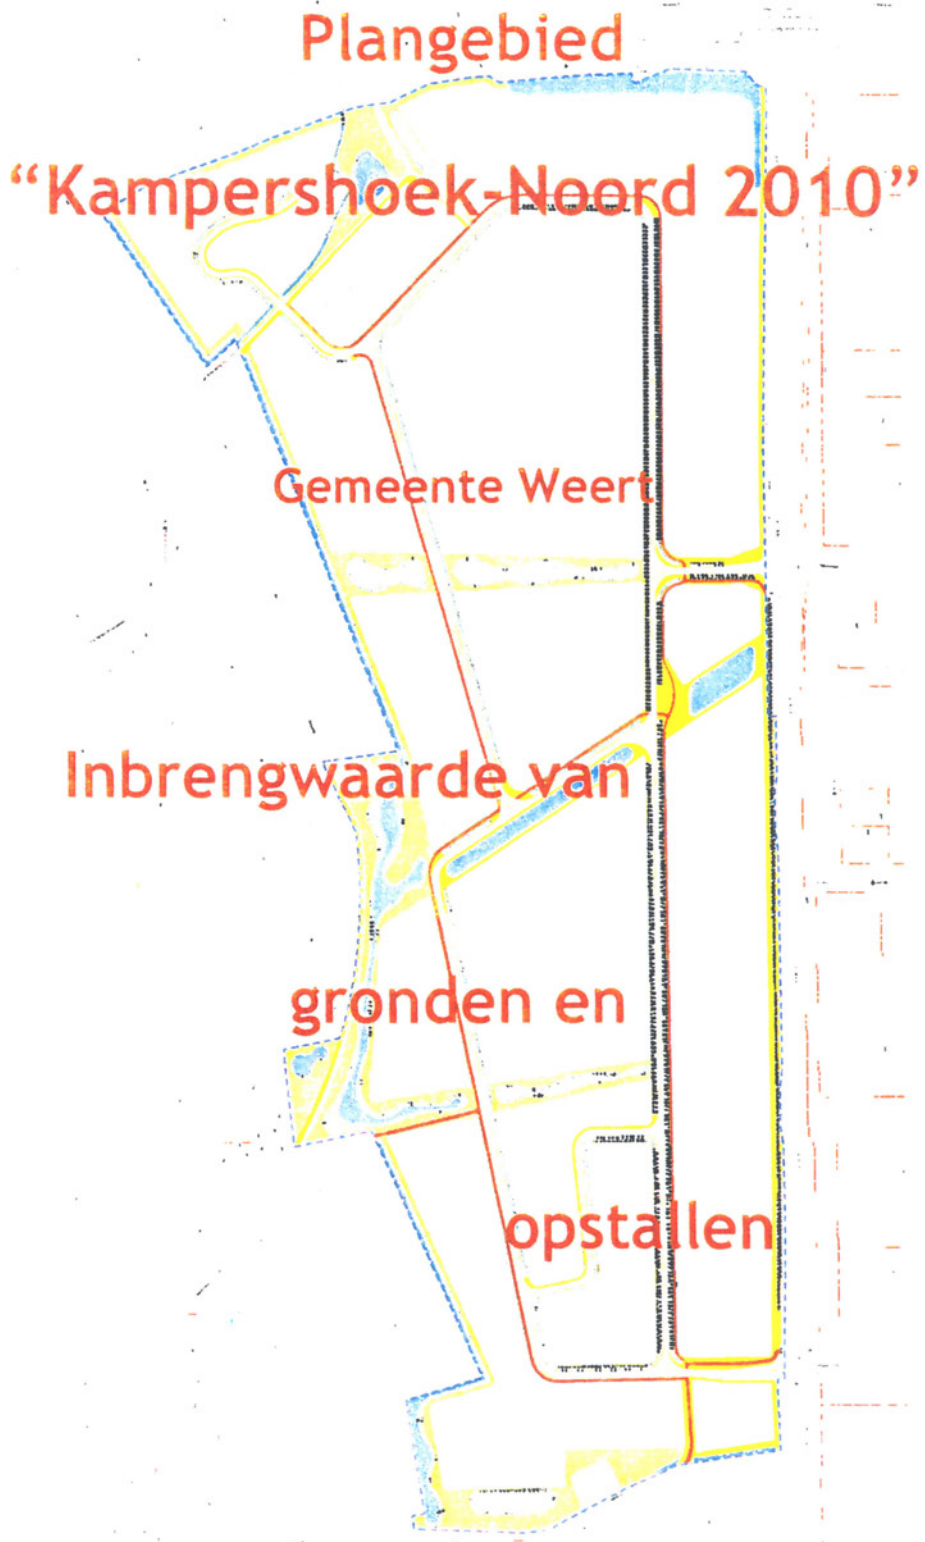 Plangebied
“Kampershoek-Noord 2010”
Gemeente Weert
Inbrengwaarde van
gronden en
opstallen